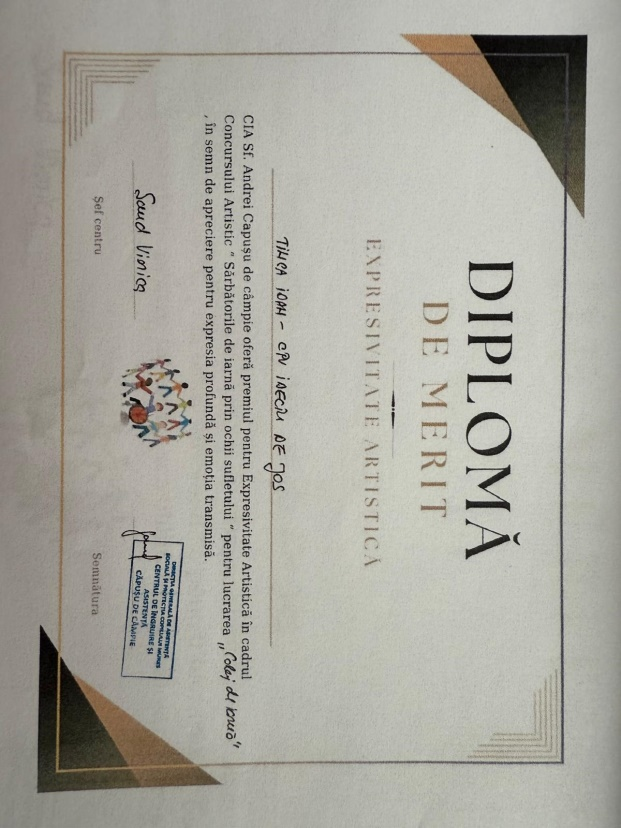 DIPLOMĂ
DE MERIT
EXPRESIVITATE ARTISTICĂ
TIMCA IOAN - CPV IDECIU DE JOS
CIA Sf. Andrei Capușu de câmpie oferă premiul pentru Expresivitate Artistică în cadrul
Concursului Artistic " Sărbătorile de iarnă prin ochii sufletului " pentru lucrarea „Colaj de iarnă”
, în semn de apreciere pentru expresia profundă și emoția transmisă.
Sand Viorica
Șef centru
DIRECȚIA GENERALĂ DE ASISTENȚĂ
SOCIALĂ ȘI PROTECȚIA COPILULUI MUREȘ
CENTRUL DE ÎNGRIJIRE ȘI
ASISTENȚĂ
CĂPUȘU DE CÂMPIE
Semnătura